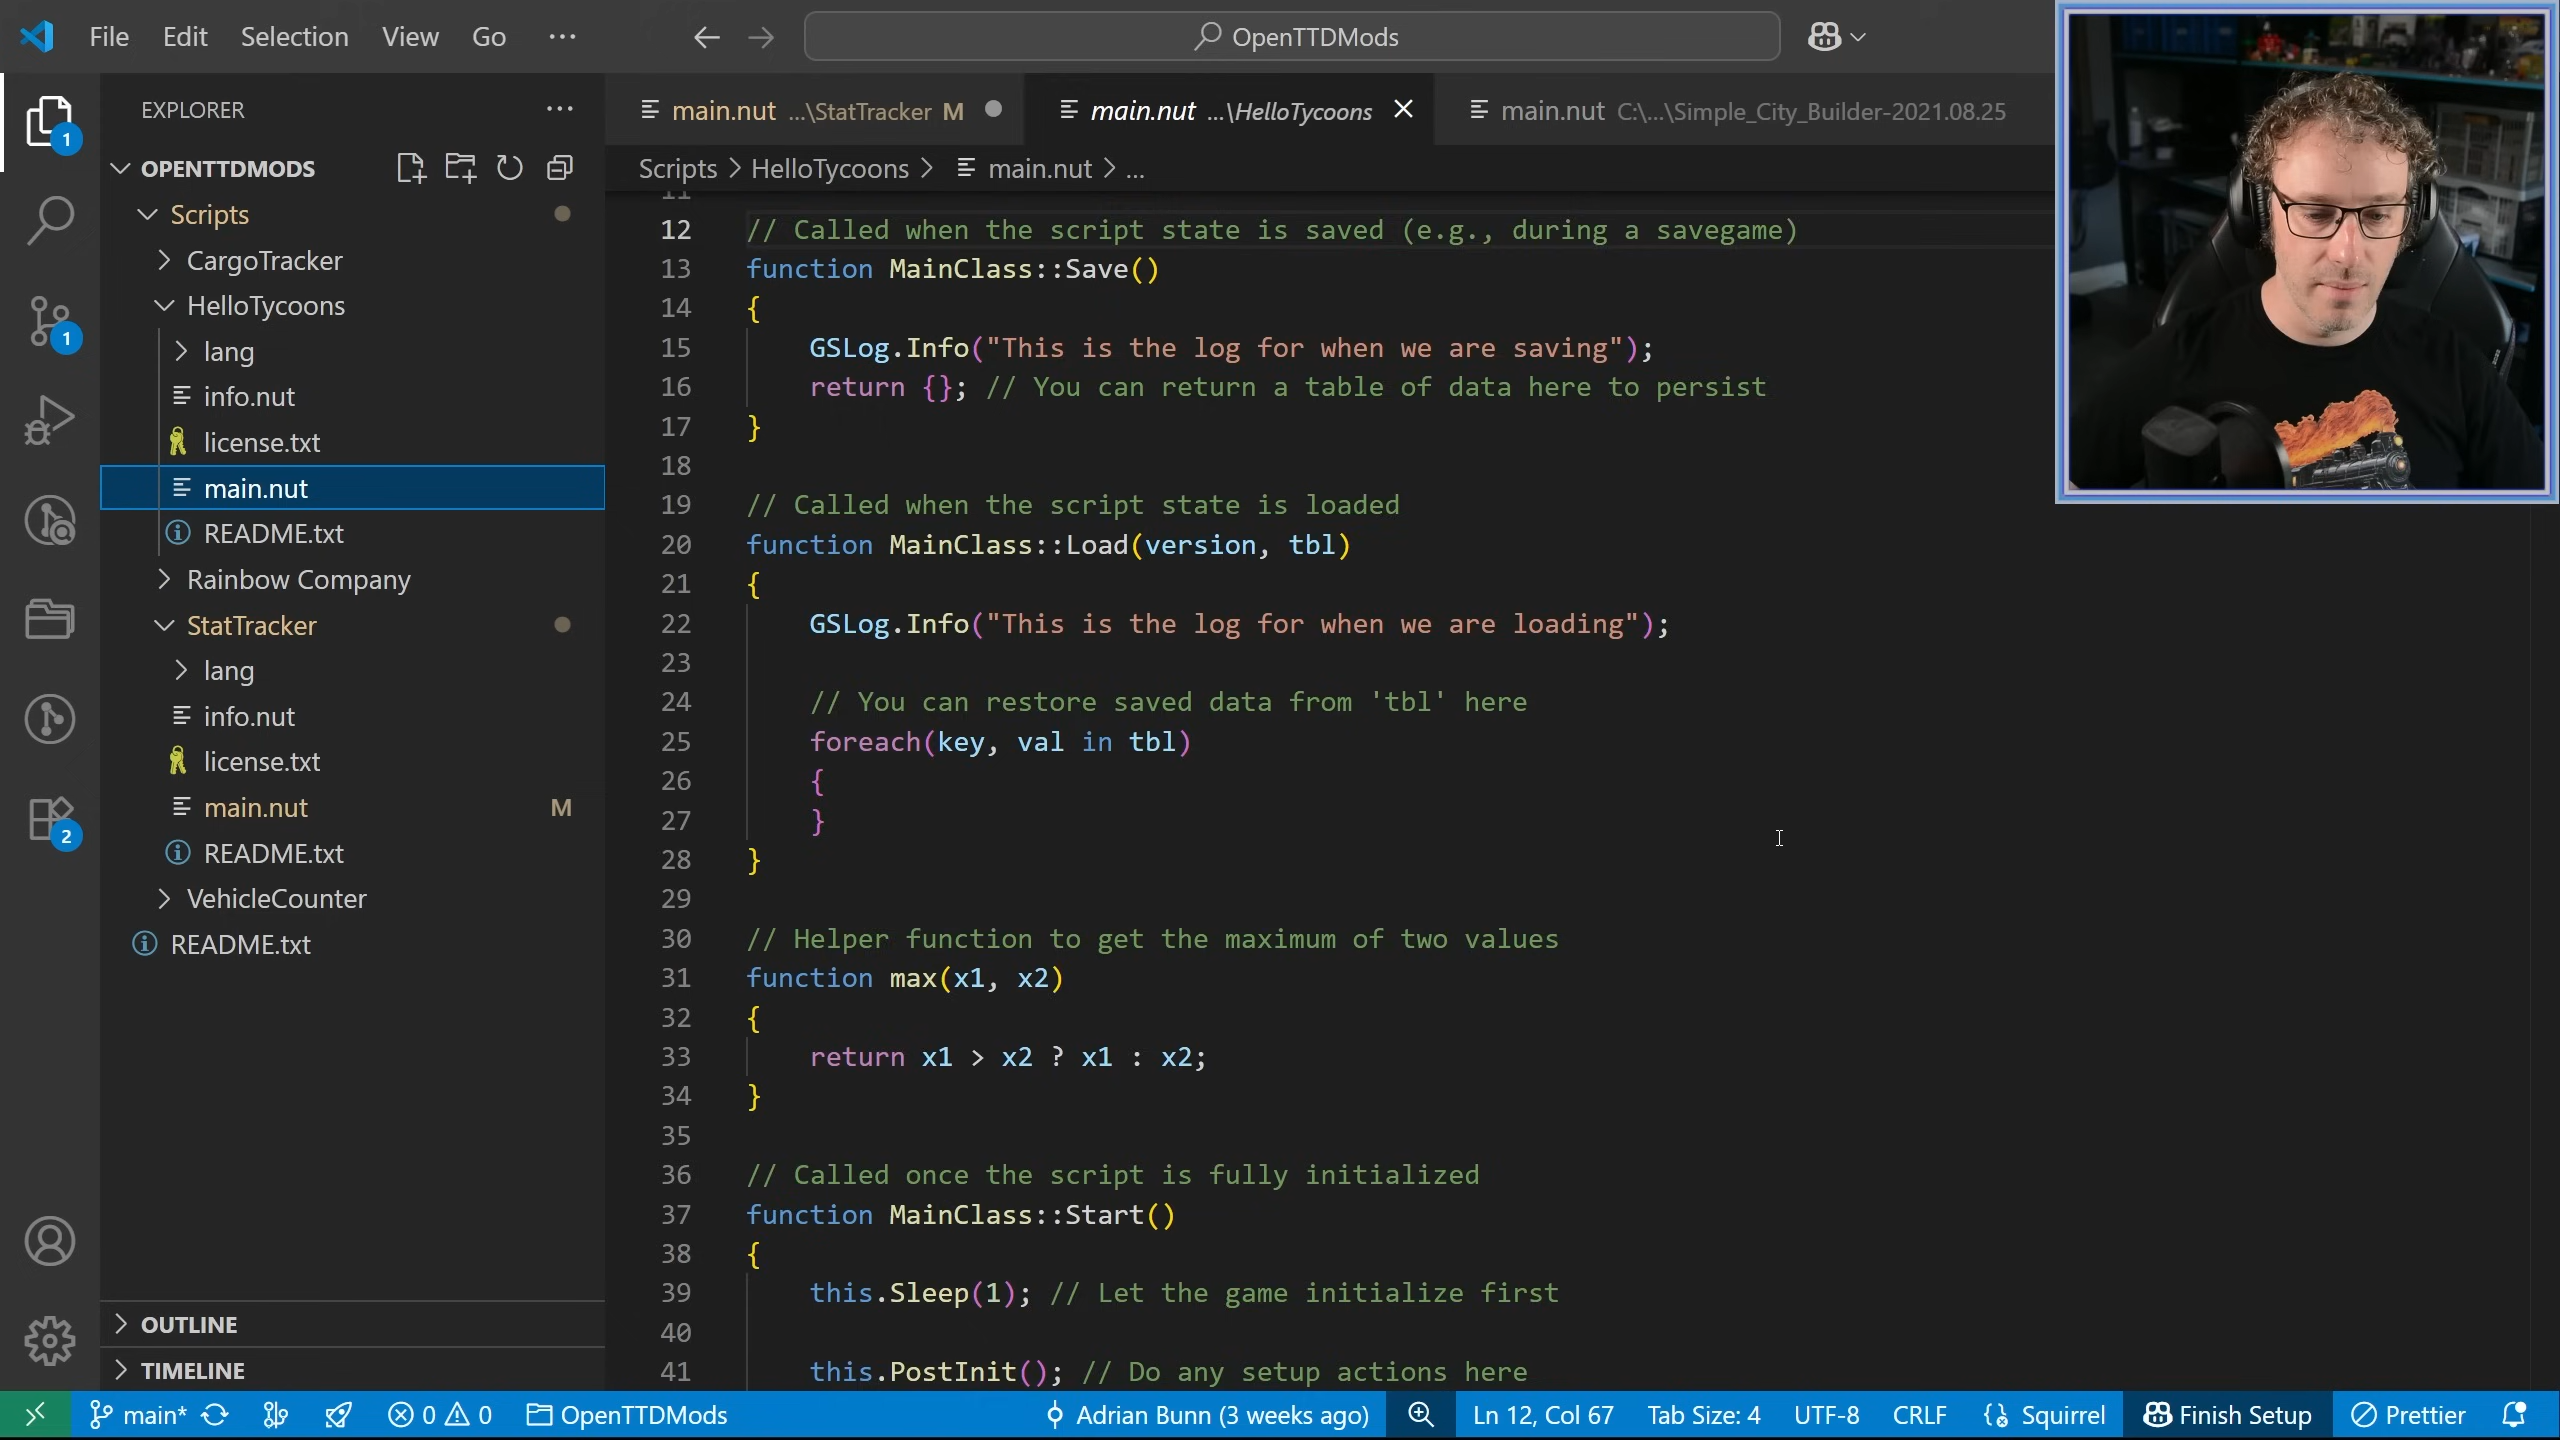 File Edit Selection View Go ...
OpenTTDMods
EXPLORER
OPENTTDMODS
Scripts
CargoTracker
HelloTycoons
lang
info.nut
license.txt
main.nut
README.txt
Rainbow Company
StatTracker
lang
info.nut
license.txt
main.nut M
README.txt
VehicleCounter
README.txt
OUTLINE
TIMELINE
1
1
2
main.nut ...\StatTracker M
main.nut ...\HelloTycoons
main.nut C:\...\Simple_City_Builder-2021.08.25
Scripts > HelloTycoons > main.nut > ...
11
12 // Called when the script state is saved (e.g., during a savegame)
13 function MainClass::Save()
14 {
15 GSLog.Info("This is the log for when we are saving");
16 return {}; // You can return a table of data here to persist
17 }
18
19 // Called when the script state is loaded
20 function MainClass::Load(version, tbl)
21 {
22 GSLog.Info("This is the log for when we are loading");
23
24 // You can restore saved data from 'tbl' here
25 foreach(key, val in tbl)
26 {
27 }
28 }
29
30 // Helper function to get the maximum of two values
31 function max(x1, x2)
32 {
33 return x1 > x2 ? x1 : x2;
34 }
35
36 // Called once the script is fully initialized
37 function MainClass::Start()
38 {
39 this.Sleep(1); // Let the game initialize first
40
41 this.PostInit(); // Do any setup actions here
main* 0 0 OpenTTDMods Adrian Bunn (3 weeks ago) Ln 12, Col 67 Tab Size: 4 UTF-8 CRLF Squirrel Finish Setup Prettier